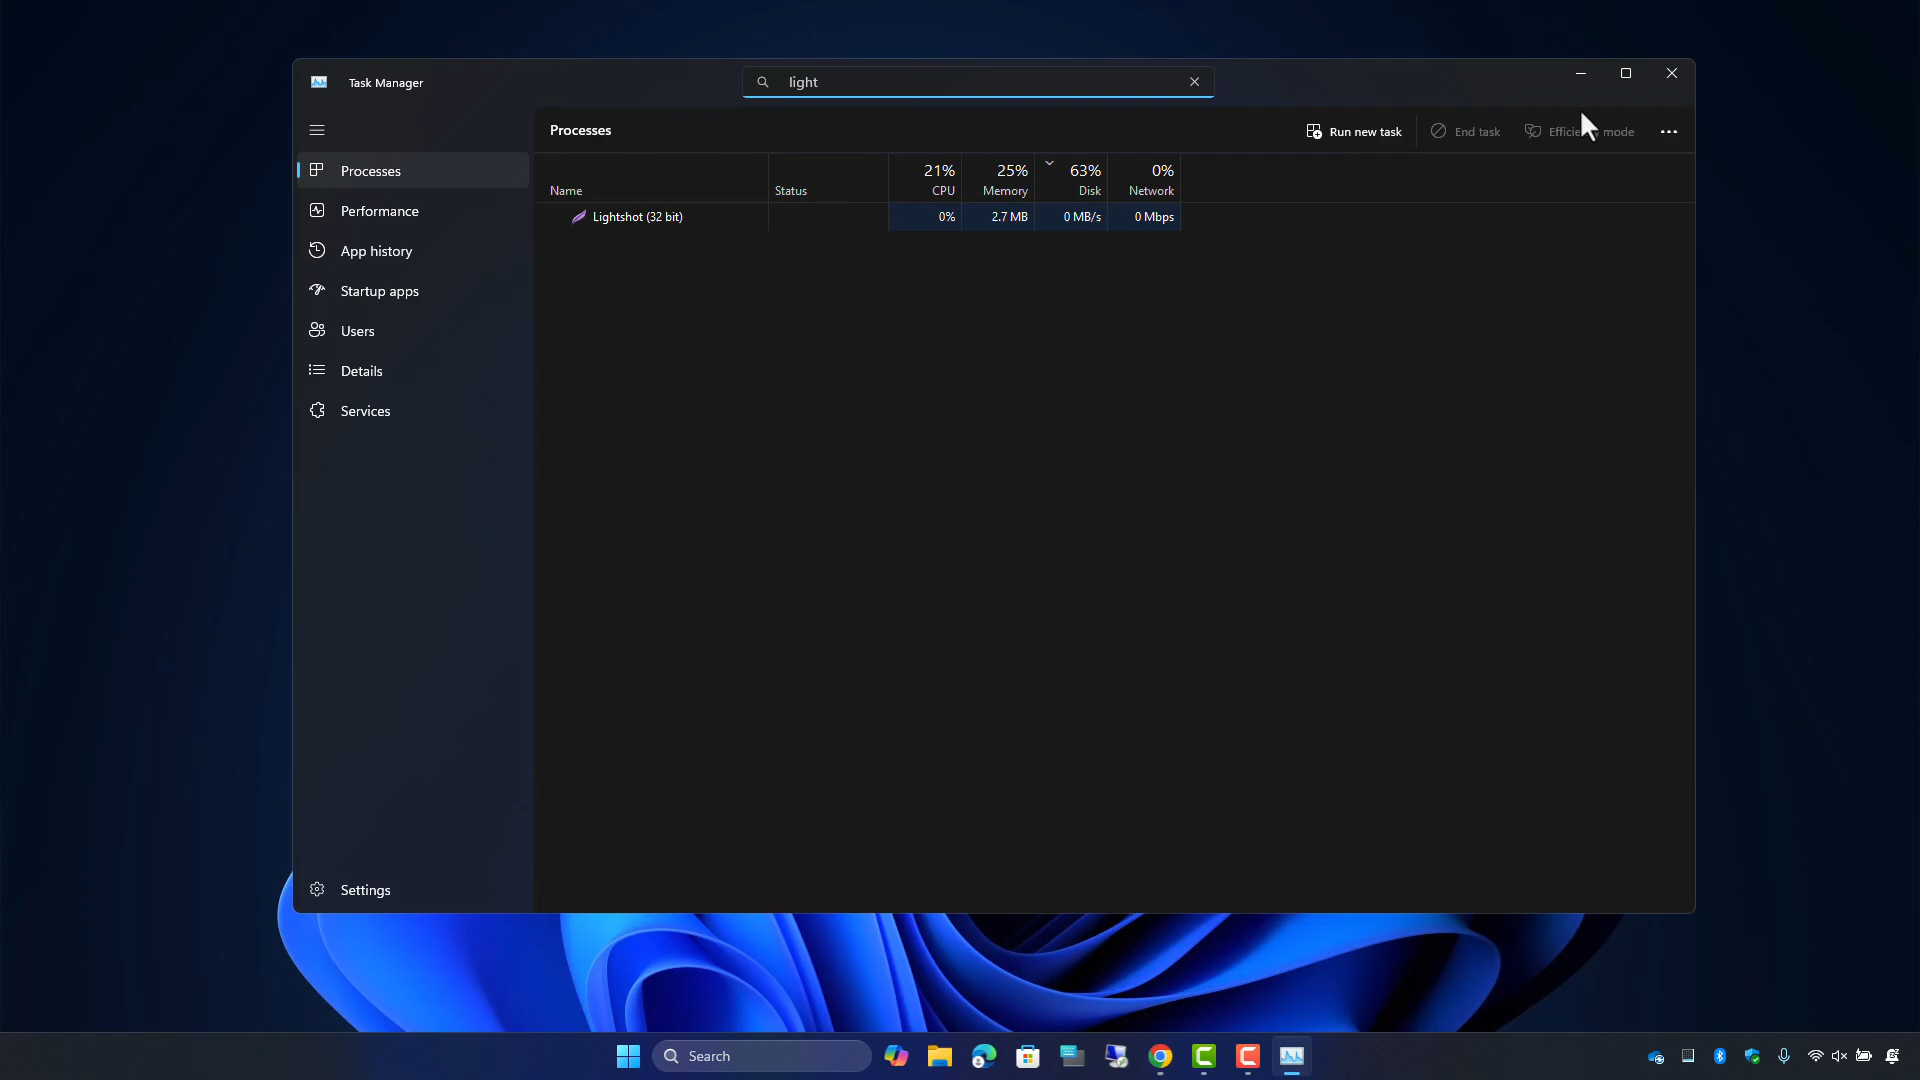 Task Manager
light
Processes
Run new task
End task
Efficiency mode
Processes
Performance
App history
Startup apps
Users
Details
Services
Settings
21%
25%
63%
0%
Name
Status
CPU
Memory
Disk
Network
Lightshot (32 bit)
0%
2.7 MB
0 MB/s
0 Mbps
Search